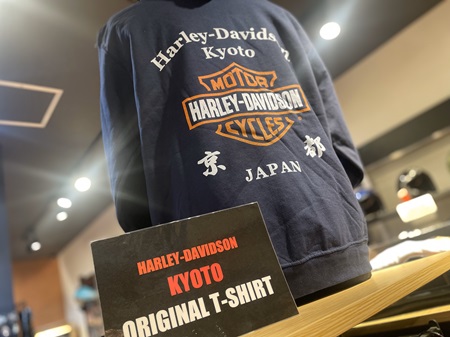 Harley-Davidson
Kyoto
MOTOR
HARLEY-DAVIDSON
CYCLES
京 都
JAPAN
HARLEY-DAVIDSON
KYOTO
ORIGINAL T-SHIRT